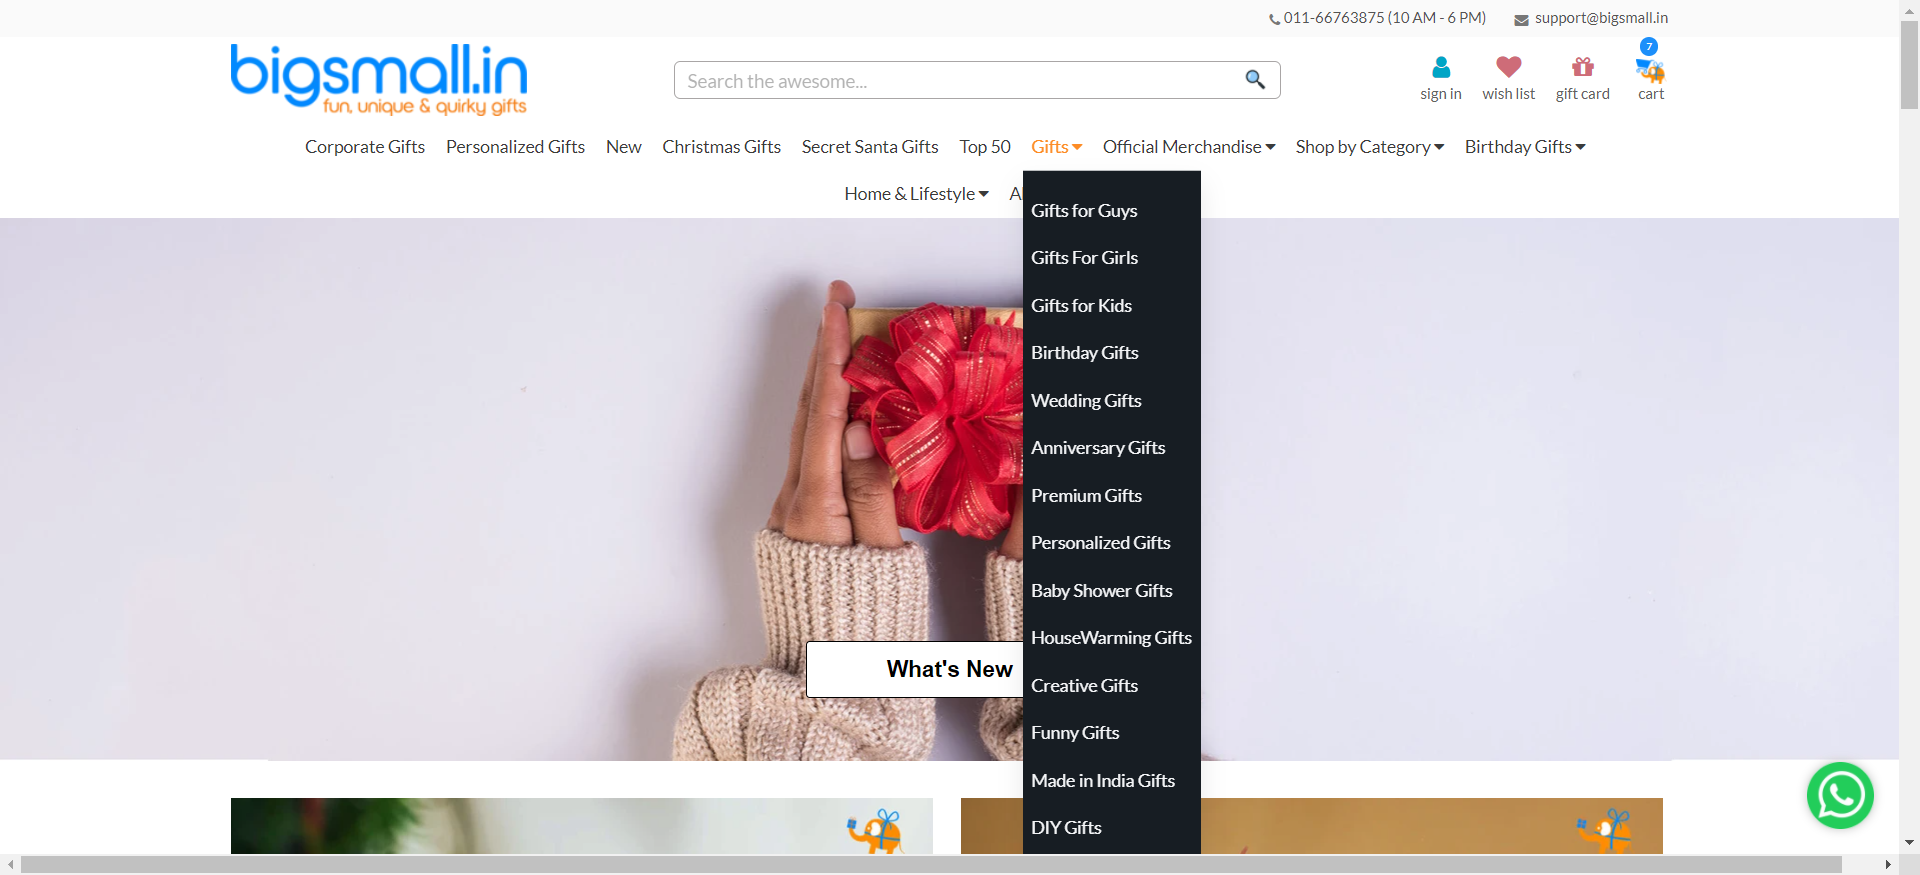 011-66763875 (10 AM - 6 PM) support@bigsmall.in
bigsmall.in
fun, unique & quirky gifts
Search the awesome...
7
sign in wish list gift card cart
Corporate Gifts Personalized Gifts New Christmas Gifts Secret Santa Gifts Top 50 Gifts Official Merchandise Shop by Category Birthday Gifts
Home & Lifestyle
Gifts for Guys
Gifts For Girls
Gifts for Kids
Birthday Gifts
Wedding Gifts
Anniversary Gifts
Premium Gifts
Personalized Gifts
Baby Shower Gifts
HouseWarming Gifts
What's New
Creative Gifts
Funny Gifts
Made in India Gifts
DIY Gifts